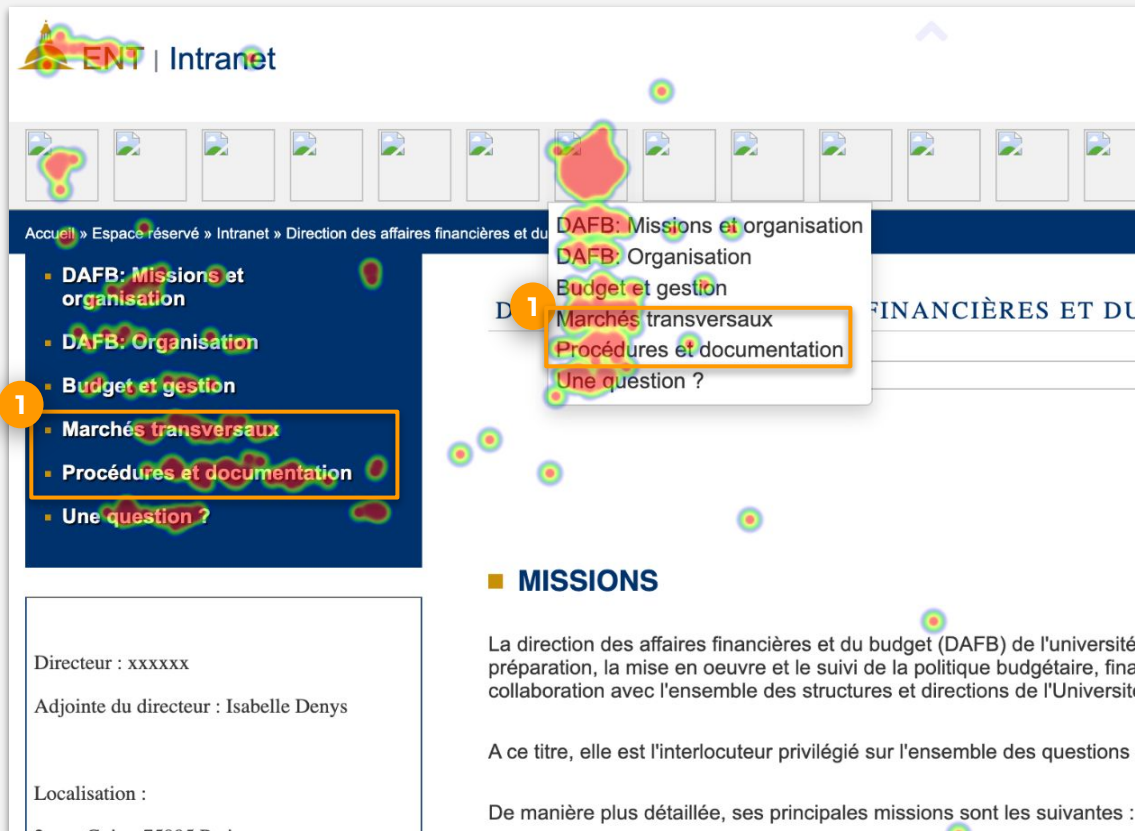 ENT | Intranet
Accueil » Espace réservé » Intranet » Direction des affaires financières et du
DAFB: Missions et organisation
DAFB: Organisation
Budget et gestion
Marchés transversaux
Procédures et documentation
Une question ?
1
DAFB: Missions et
organisation
DAFB: Organisation
Budget et gestion
Marchés transversaux
Procédures et documentation
Une question ?
1
D FINANCIÈRES ET DU
MISSIONS
La direction des affaires financières et du budget (DAFB) de l'université
préparation, la mise en oeuvre et le suivi de la politique budgétaire, fina
collaboration avec l'ensemble des structures et directions de l'Université
A ce titre, elle est l'interlocuteur privilégié sur l'ensemble des questions
De manière plus détaillée, ses principales missions sont les suivantes :
Directeur : xxxxxx
Adjointe du directeur : Isabelle Denys
Localisation :